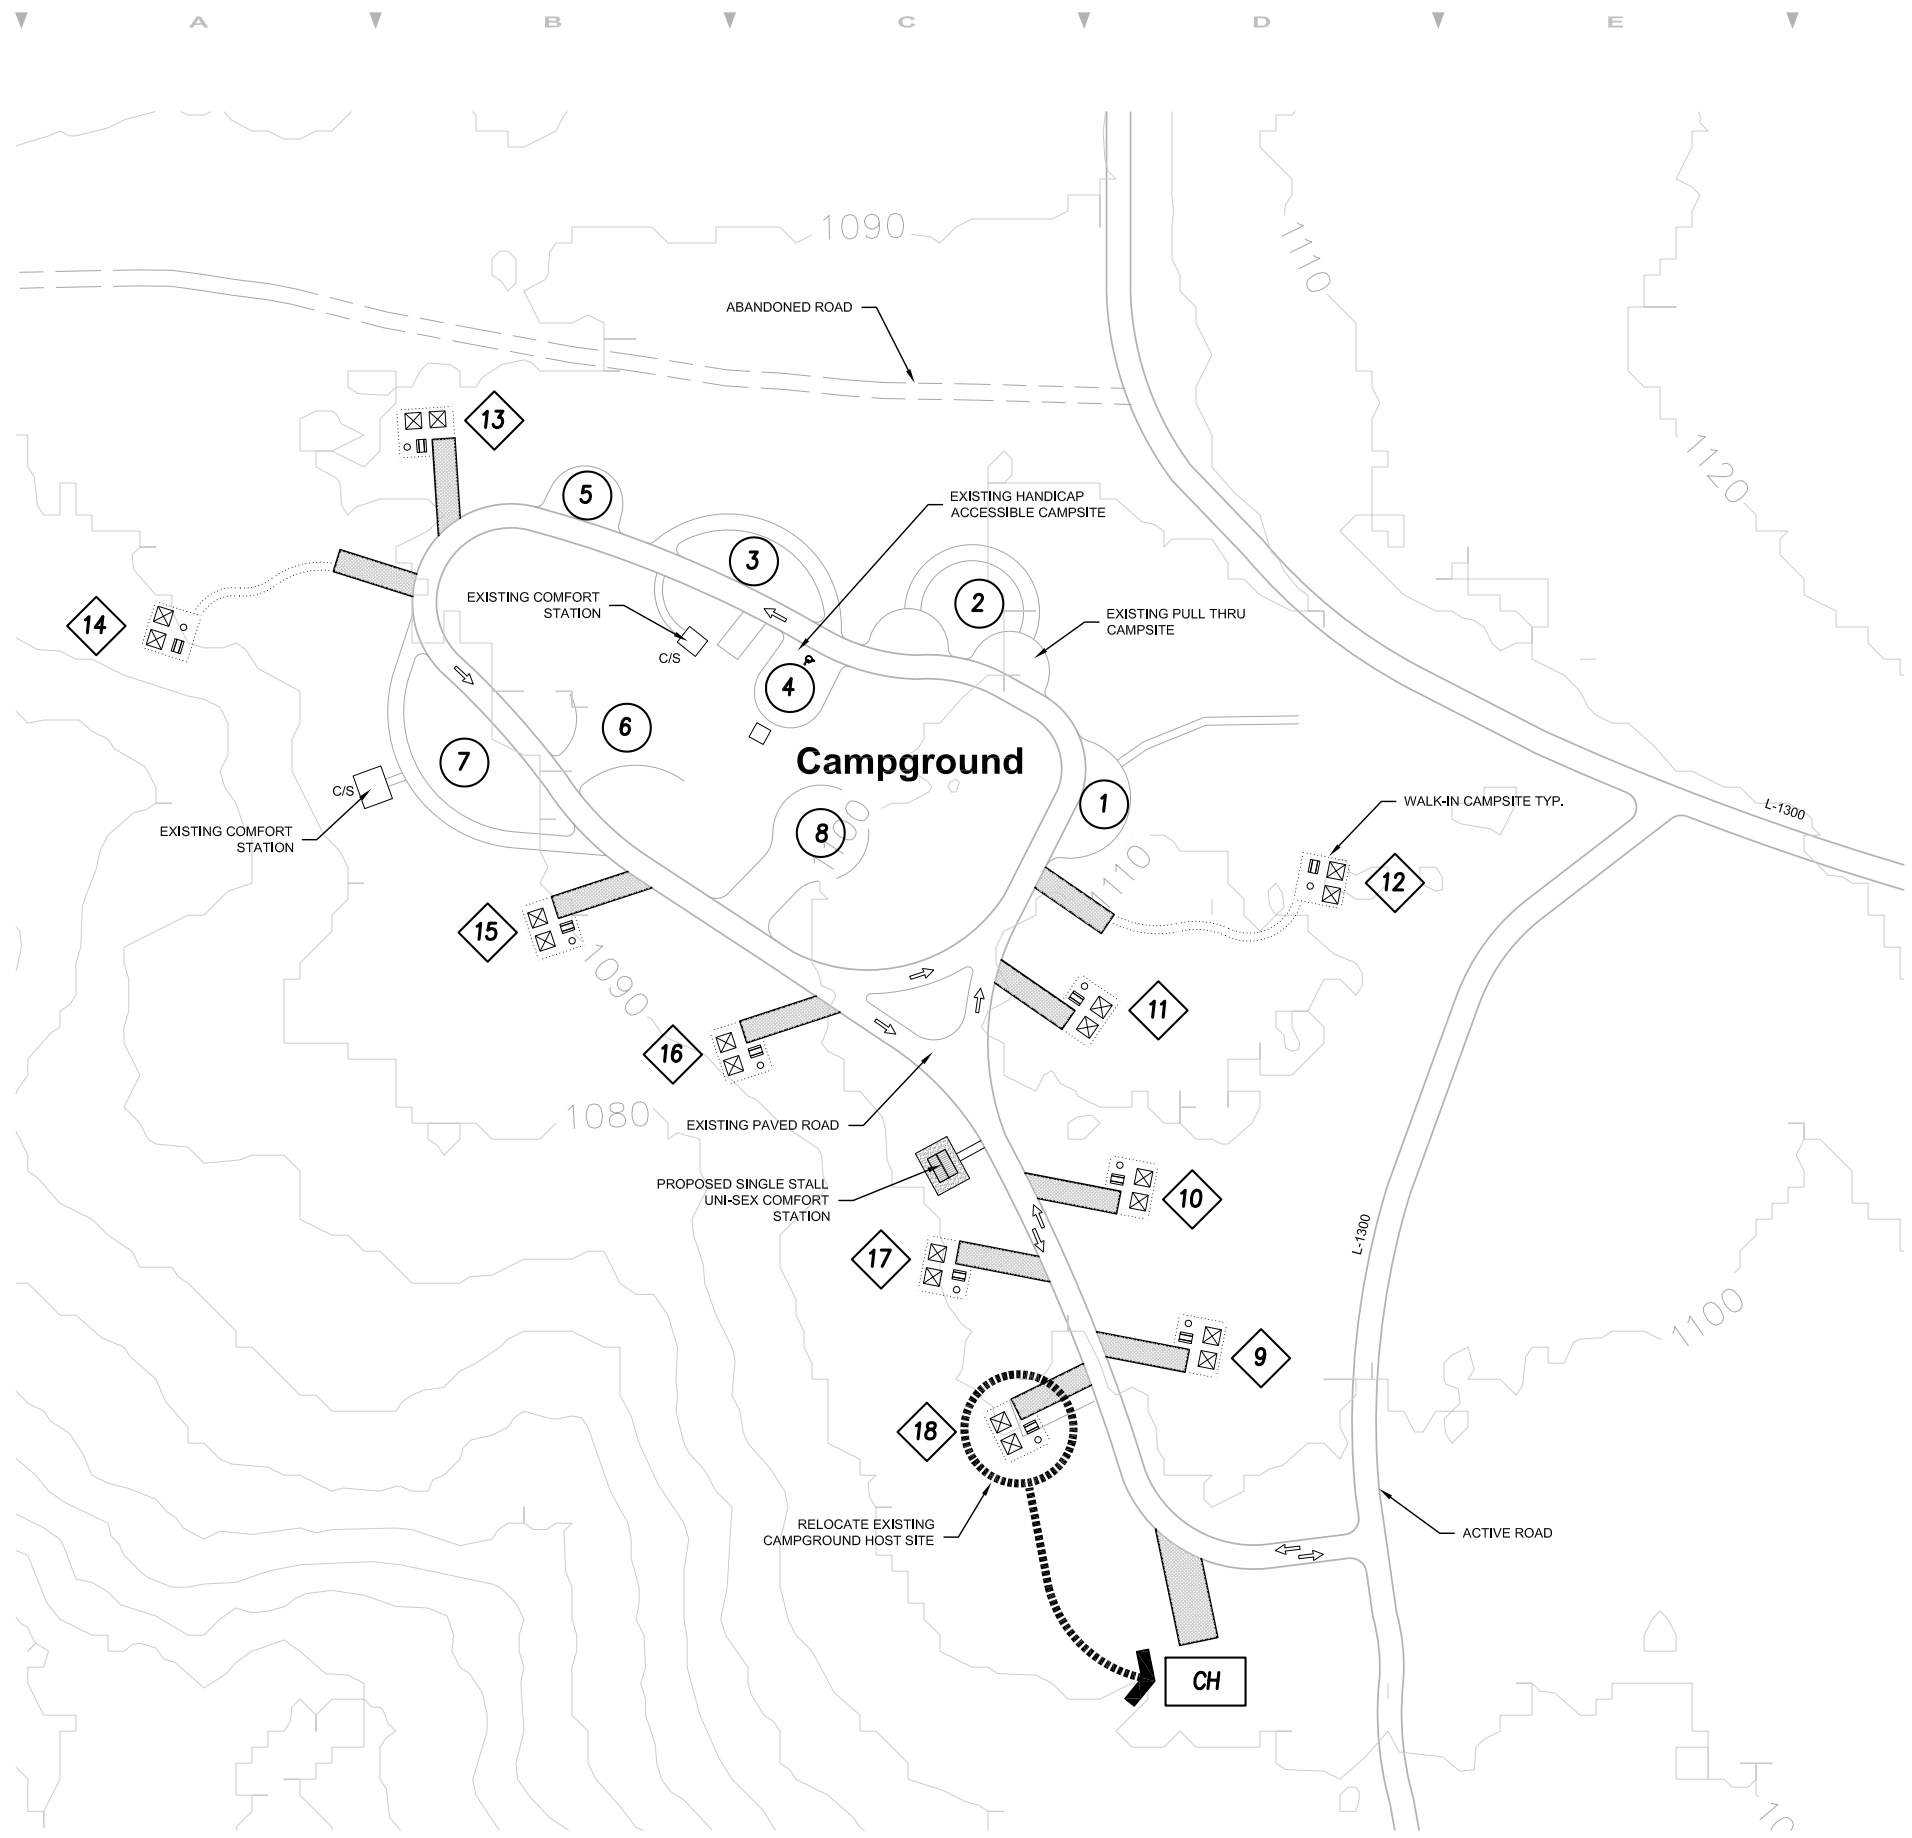 A B C D E
1090
1110
ABANDONED ROAD
13
1120
5
EXISTING HANDICAP
ACCESSIBLE CAMPSITE
3
EXISTING COMFORT
STATION
2
14
EXISTING PULL THRU
CAMPSITE
C/S
4
6
Campground
7
C/S
1
WALK-IN CAMPSITE TYP.
L-1300
EXISTING COMFORT
STATION
8
1110
12
15
1090
11
16
1080
EXISTING PAVED ROAD
PROPOSED SINGLE STALL
UNI-SEX COMFORT
STATION
10
L-1300
17
1100
9
18
RELOCATE EXISTING
CAMPGROUND HOST SITE
ACTIVE ROAD
CH